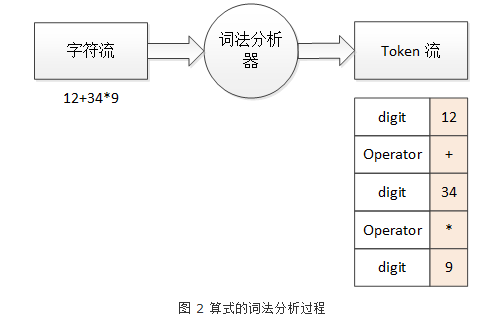 字符流
词法分析
器
Token 流
12+34*9
digit 12
Operator +
digit 34
Operator *
digit 9
图 2 算式的词法分析过程